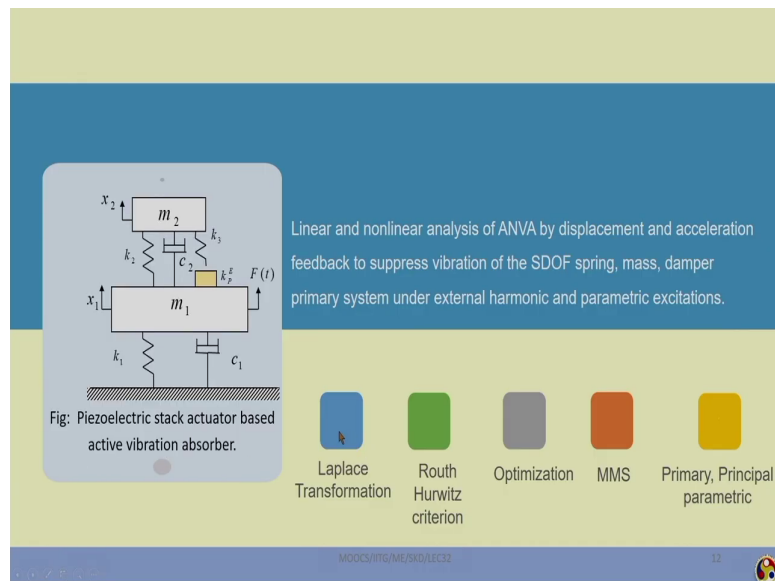 x2
m2
k3
k2
c2
kpE
F(t)
x1
m1
k1
c1
Fig: Piezoelectric stack actuator based
active vibration absorber.
Linear and nonlinear analysis of ANVA by displacement and acceleration
feedback to suppress vibration of the SDOF spring, mass, damper
primary system under external harmonic and parametric excitations.
Laplace
Transformation
Routh
Hurwitz
criterion
Optimization
MMS
Primary, Principal
parametric
MOOCS/IITG/ME/SKD/LEC32
12